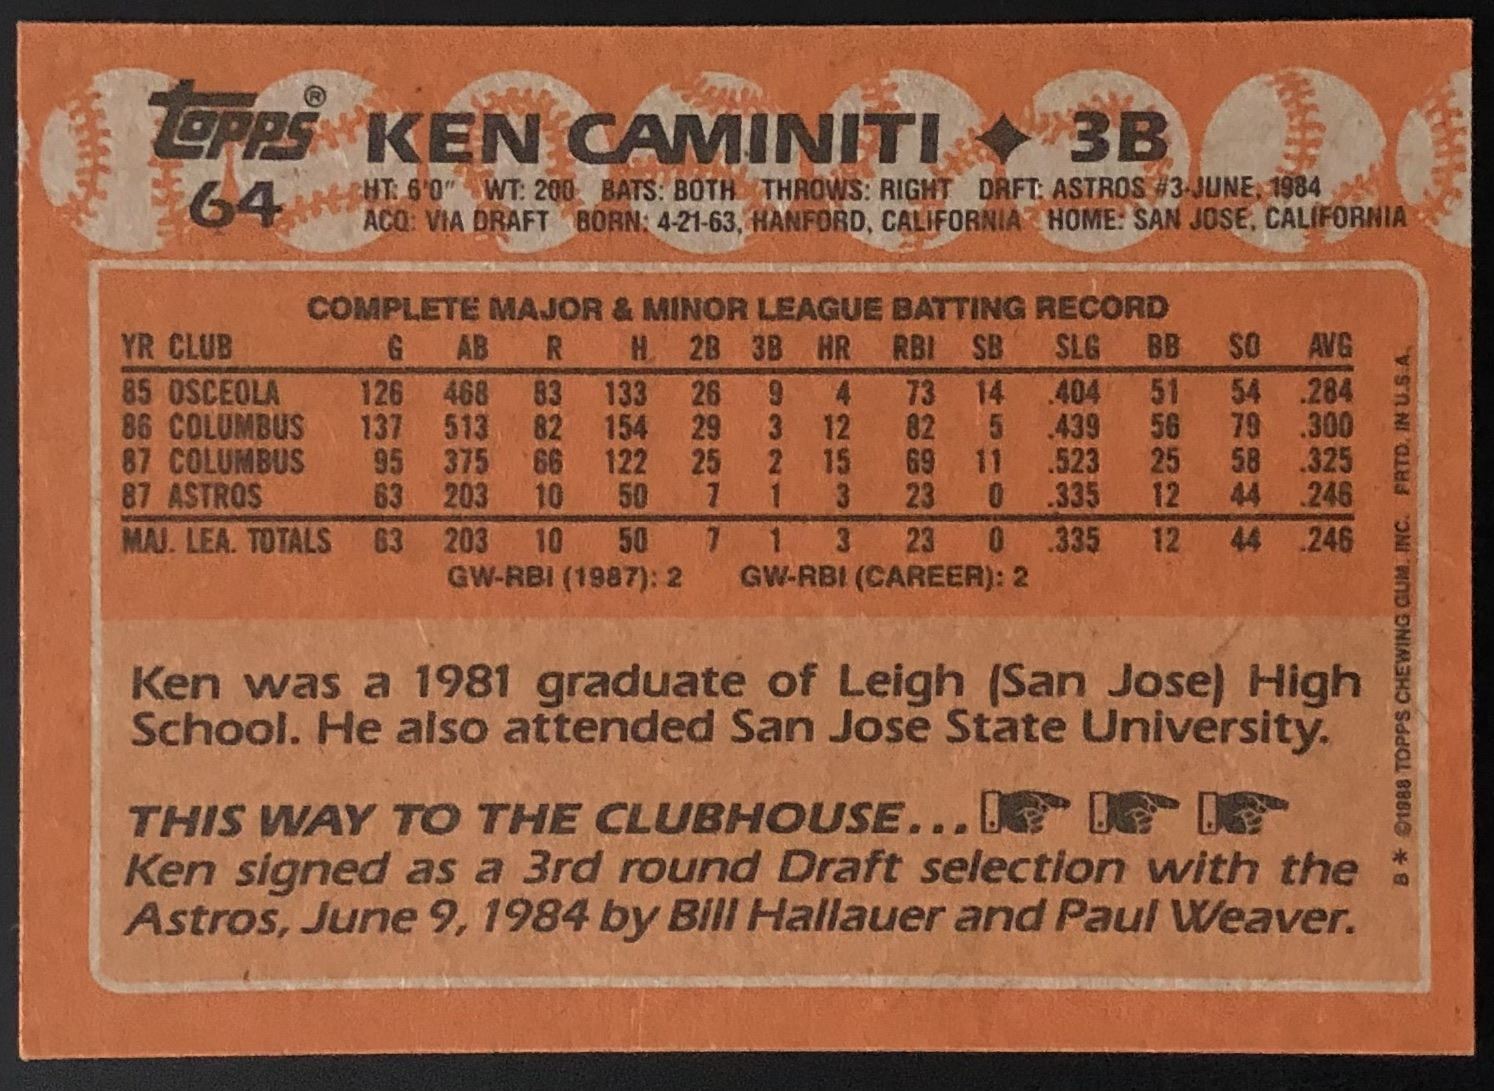 topps®
64
KEN CAMINITI ✦ 3B
HT: 6'0" WT: 200 BATS: BOTH THROWS: RIGHT DRFT: ASTROS #3-JUNE, 1984
ACQ: VIA DRAFT BORN: 4-21-63, HANFORD, CALIFORNIA HOME: SAN JOSE, CALIFORNIA
COMPLETE MAJOR & MINOR LEAGUE BATTING RECORD
YR CLUB G AB R H 2B 3B HR RBI SB SLG BB SO AVG
85 OSCEOLA 126 468 83 133 26 9 4 73 14 .404 51 54 .284
86 COLUMBUS 137 513 82 154 29 3 12 82 5 .439 56 79 .300
87 COLUMBUS 95 375 66 122 25 2 15 69 11 .523 25 58 .325
87 ASTROS 63 203 10 50 7 1 3 23 0 .335 12 44 .246
MAJ. LEA. TOTALS 63 203 10 50 7 1 3 23 0 .335 12 44 .246
GW-RBI (1987): 2 GW-RBI (CAREER): 2
Ken was a 1981 graduate of Leigh (San Jose) High
School. He also attended San Jose State University.
THIS WAY TO THE CLUBHOUSE...
Ken signed as a 3rd round Draft selection with the
Astros, June 9, 1984 by Bill Hallauer and Paul Weaver.
B* ©1988 TOPPS CHEWING GUM, INC. PRTD. IN U.S.A.